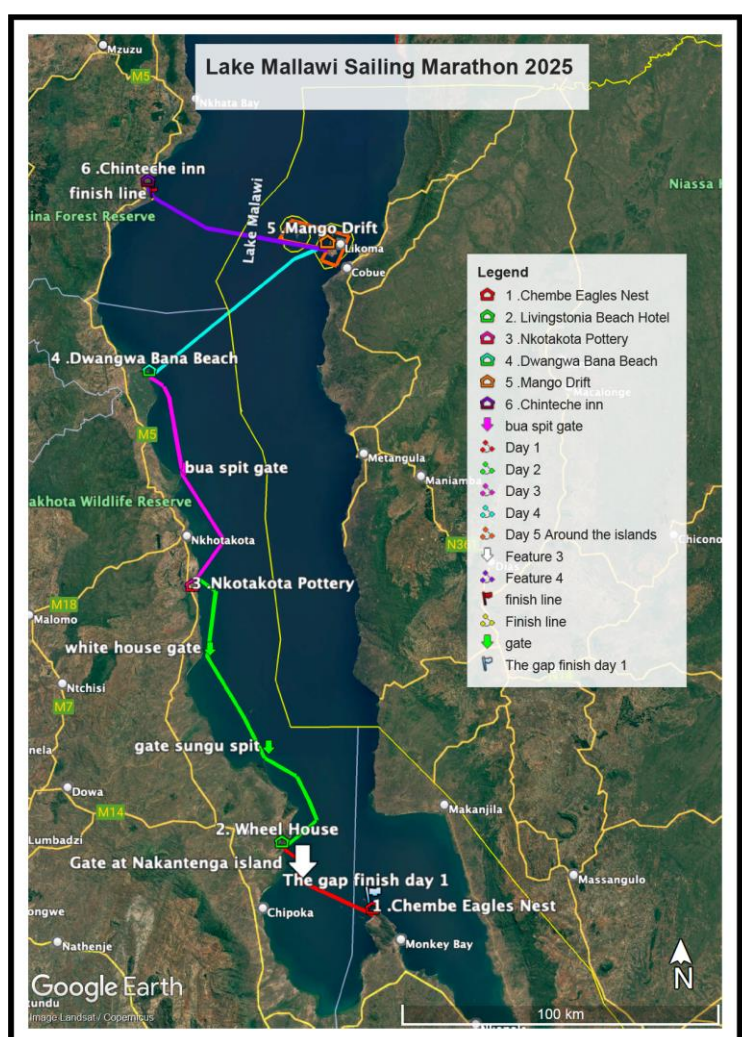 Lake Mallawi Sailing Marathon 2025
Mzuzu
M5
Nkhata Bay
6 .Chinteche inn
finish line
Niassa
ina Forest Reserve
Lake Malawi
5 .Mango Drift
Likoma
Cobue
Legend
1 .Chembe Eagles Nest
2. Livingstonia Beach Hotel
3 .Nkotakota Pottery
4 .Dwangwa Bana Beach
5 .Mango Drift
6 .Chinteche inn
bua spit gate
Day 1
Day 2
Day 3
Day 4
Day 5 Around the islands
Feature 3
Feature 4
finish line
Finish line
gate
The gap finish day 1
4 .Dwangwa Bana Beach
Macalonge
M5
bua spit gate
Metangula
Maniamba
akhota Wildlife Reserve
Nkhotakota
N361
Chicono
Dias
3 .Nkotakota Pottery
M18
Malomo
white house gate
Ntchisi
M7
gate sungu spit
nela
Dowa
Makanjila
M14
2. Wheel House
Lumbadzi
Gate at Nakantenga island
The gap finish day 1
Massangulo
1 .Chembe Eagles Nest
ongwe
Chipoka
Nathenje
Monkey Bay
N
Google Earth
Image Landsat / Copernicus
100 km